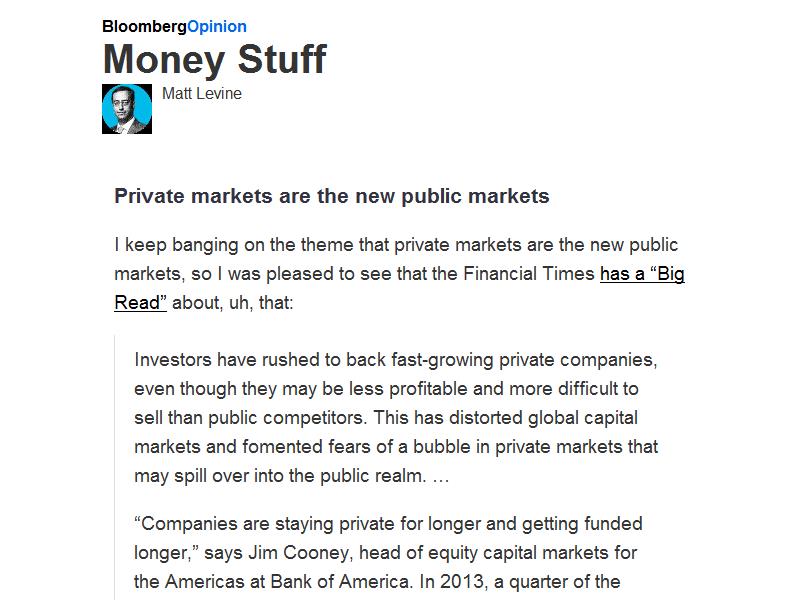 BloombergOpinion
Money Stuff
Matt Levine
Private markets are the new public markets
I keep banging on the theme that private markets are the new public
markets, so I was pleased to see that the Financial Times has a “Big
Read” about, uh, that:
Investors have rushed to back fast-growing private companies,
even though they may be less profitable and more difficult to
sell than public competitors. This has distorted global capital
markets and fomented fears of a bubble in private markets that
may spill over into the public realm. …
“Companies are staying private for longer and getting funded
longer,” says Jim Cooney, head of equity capital markets for
the Americas at Bank of America. In 2013, a quarter of the